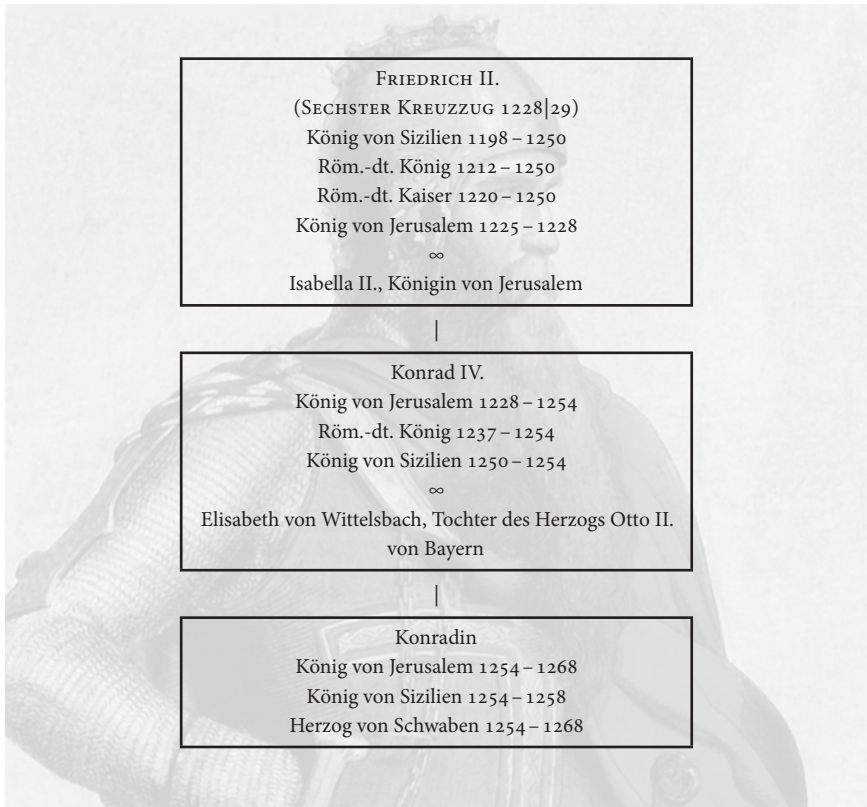 Friedrich II.
(Sechster Kreuzzug 1228|29)
König von Sizilien 1198 – 1250
Röm.-dt. König 1212 – 1250
Röm.-dt. Kaiser 1220 – 1250
König von Jerusalem 1225 – 1228
∞
Isabella II., Königin von Jerusalem
|
Konrad IV.
König von Jerusalem 1228 – 1254
Röm.-dt. König 1237 – 1254
König von Sizilien 1250 – 1254
∞
Elisabeth von Wittelsbach, Tochter des Herzogs Otto II.
von Bayern
|
Konradin
König von Jerusalem 1254 – 1268
König von Sizilien 1254 – 1258
Herzog von Schwaben 1254 – 1268